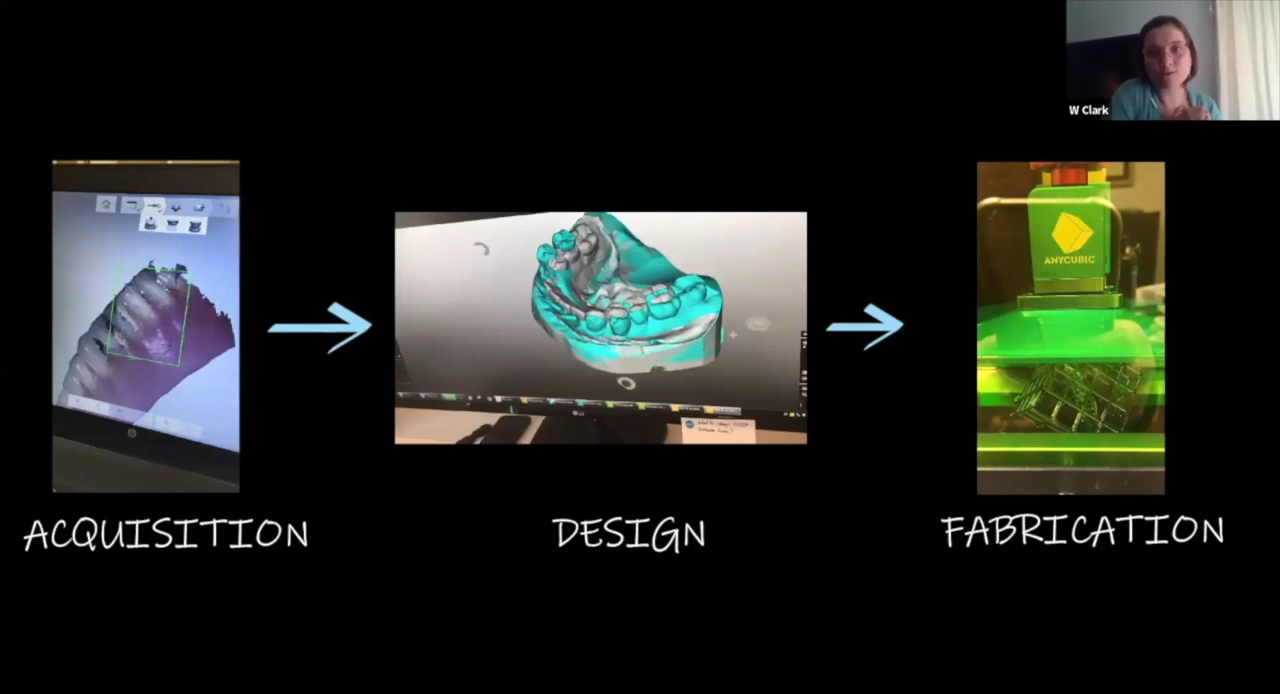 W Clark
ANYCUBIC
ACQUISITION
DESIGN
FABRICATION